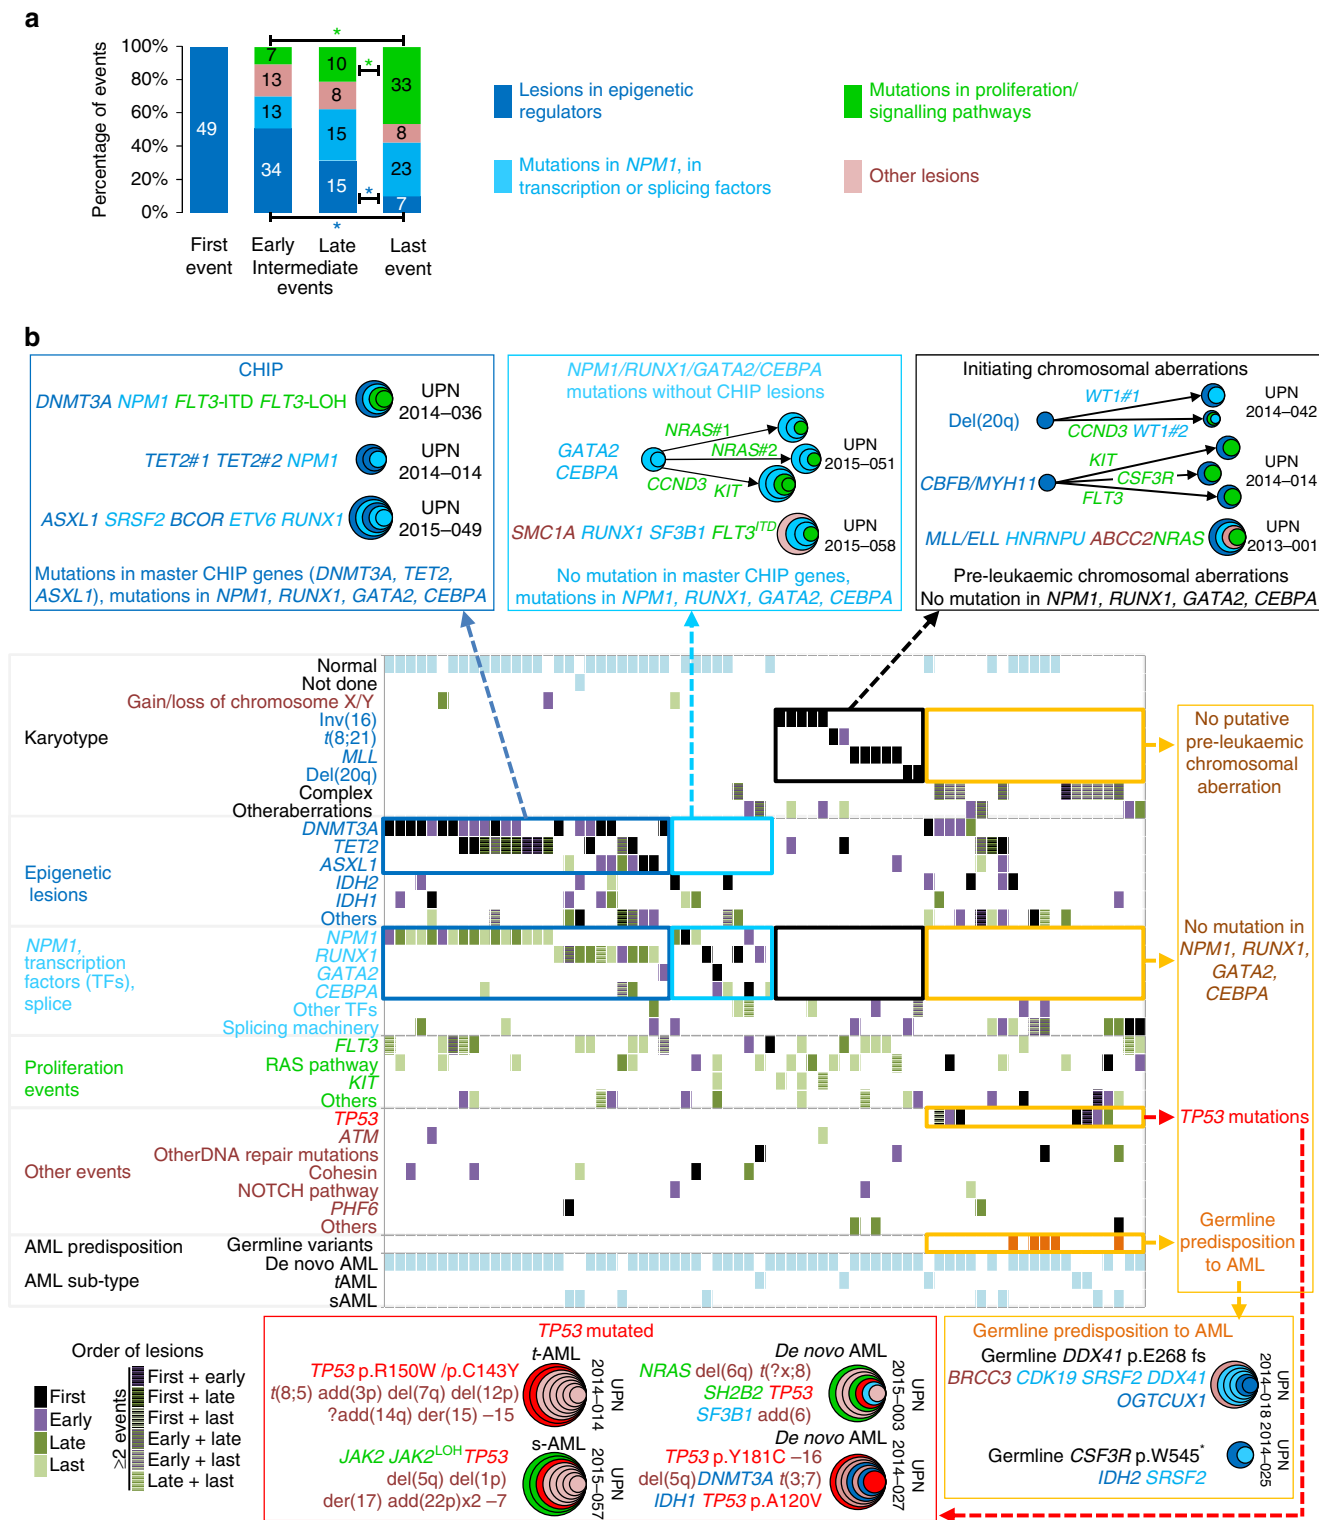 a
Percentage of events
100%
80%
60%
40%
20%
0%
49
7
13
13
34
10
8
15
15
33
8
23
7
*
*
*
*
First event
Early
Late
Intermediate events
Last event
Lesions in epigenetic
regulators
Mutations in NPM1, in
transcription or splicing factors
Mutations in proliferation/
signalling pathways
Other lesions
b
CHIP
DNMT3A NPM1 FLT3-ITD FLT3-LOH
UPN
2014–036
TET2#1 TET2#2 NPM1
UPN
2014–014
ASXL1 SRSF2 BCOR ETV6 RUNX1
UPN
2015–049
Mutations in master CHIP genes (DNMT3A, TET2,
ASXL1), mutations in NPM1, RUNX1, GATA2, CEBPA
NPM1/RUNX1/GATA2/CEBPA
mutations without CHIP lesions
GATA2
CEBPA
NRAS#1
NRAS#2
CCND3
KIT
UPN
2015–051
SMC1A RUNX1 SF3B1 FLT3ITD
UPN
2015–058
No mutation in master CHIP genes,
mutations in NPM1, RUNX1, GATA2, CEBPA
Initiating chromosomal aberrations
Del(20q)
WT1#1
CCND3 WT1#2
UPN
2014–042
CBFB/MYH11
KIT
CSF3R
FLT3
UPN
2014–014
MLL/ELL HNRNPU ABCC2NRAS
UPN
2013–001
Pre-leukaemic chromosomal aberrations
No mutation in NPM1, RUNX1, GATA2, CEBPA
Karyotype
Normal
Not done
Gain/loss of chromosome X/Y
Inv(16)
t(8;21)
MLL
Del(20q)
Complex
Otheraberrations
Epigenetic
lesions
DNMT3A
TET2
ASXL1
IDH2
IDH1
Others
NPM1,
transcription
factors (TFs),
splice
NPM1
RUNX1
GATA2
CEBPA
Other TFs
Splicing machinery
Proliferation
events
FLT3
RAS pathway
KIT
Others
Other events
TP53
ATM
OtherDNA repair mutations
Cohesin
NOTCH pathway
PHF6
Others
AML predisposition
Germline variants
AML sub-type
De novo AML
tAML
sAML
No putative
pre-leukaemic
chromosomal
aberration
No mutation in
NPM1, RUNX1,
GATA2,
CEBPA
TP53 mutations
Germline
predisposition
to AML
Order of lesions
First
Early
Late
Last
≥2 events
First + early
First + late
First + last
Early + late
Early + last
Late + last
TP53 mutated
t-AML
TP53 p.R150W /p.C143Y
t(8;5) add(3p) del(7q) del(12p)
?add(14q) der(15) –15
UPN
2014–014
s-AML
JAK2 JAK2LOH TP53
del(5q) del(1p)
der(17) add(22p)x2 –7
UPN
2015–057
De novo AML
NRAS del(6q) t(?x;8)
SH2B2 TP53
SF3B1 add(6)
UPN
2015–003
De novo AML
TP53 p.Y181C –16
del(5q)DNMT3A t(3;7)
IDH1 TP53 p.A120V
UPN
2014–027
Germline predisposition to AML
Germline DDX41 p.E268 fs
BRCC3 CDK19 SRSF2 DDX41
OGTCUX1
UPN
2014–018
Germline CSF3R p.W545*
IDH2 SRSF2
UPN
2014–025